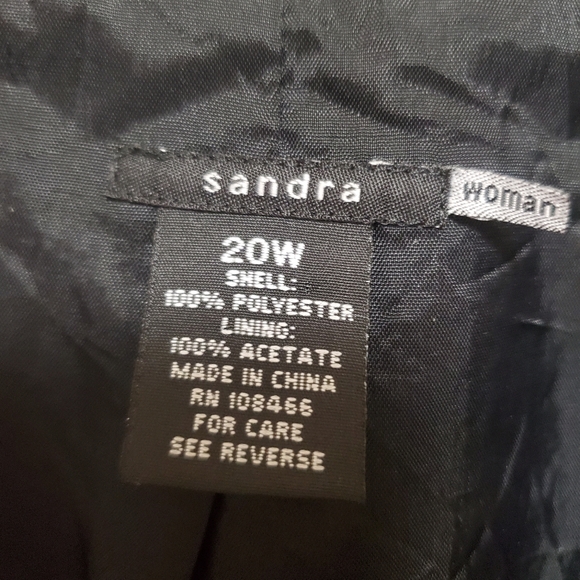 sandra
woman
20W
SHELL:
100% POLYESTER
LINING:
100% ACETATE
MADE IN CHINA
RN 108466
FOR CARE
SEE REVERSE